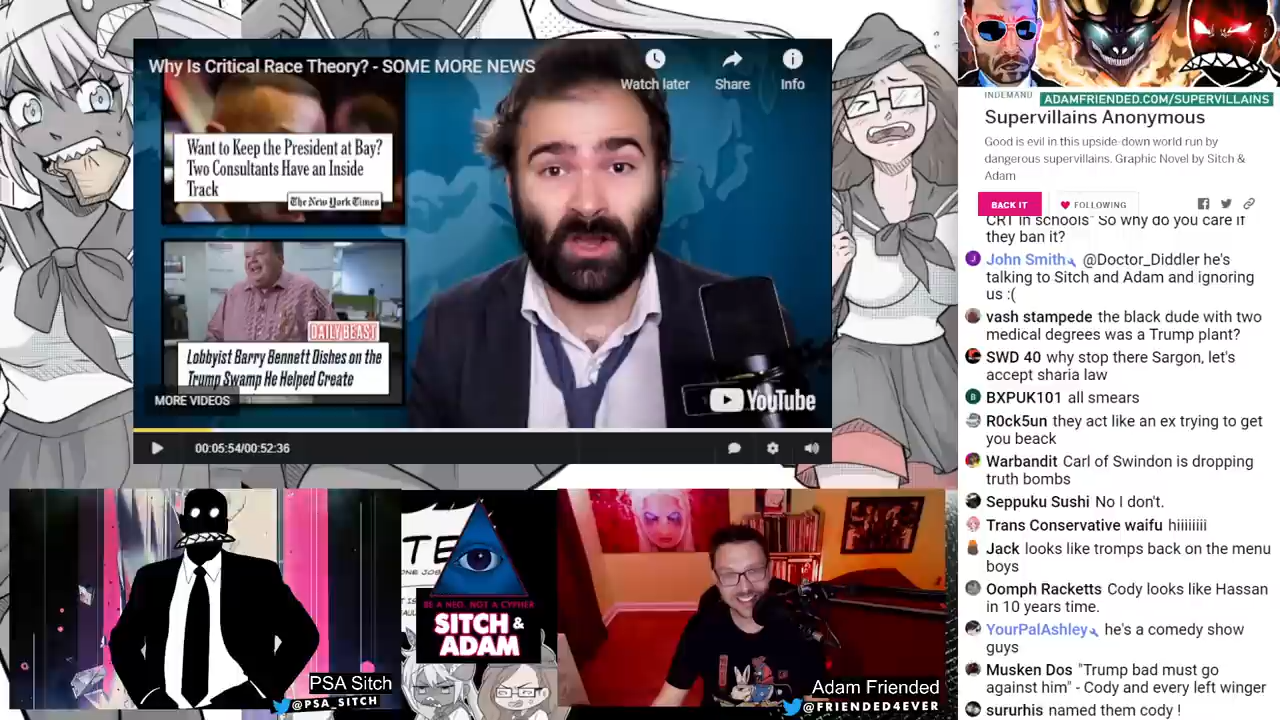 Why Is Critical Race Theory? - SOME MORE NEWS
Watch later
Share
Info
Want to Keep the President at Bay?
Two Consultants Have an Inside
Track
The New York Times
DAILY BEAST
Lobbyist Barry Bennett Dishes on the
Trump Swamp He Helped Create
MORE VIDEOS
YouTube
00:05:54/00:52:36
PSA Sitch
@PSA_SITCH
BE A NEO, NOT A CYPHER
SITCH &
ADAM
Adam Friended
@FRIENDED4EVER
INDEMAND
ADAMFRIENDED.COM/SUPERVILLAINS
Supervillains Anonymous
Good is evil in this upside-down world run by
dangerous supervillains. Graphic Novel by Sitch &
Adam
BACK IT
FOLLOWING
CRT in schools" So why do you care if
they ban it?
John Smith @Doctor_Diddler he's
talking to Sitch and Adam and ignoring
us :(
vash stampede the black dude with two
medical degrees was a Trump plant?
SWD 40 why stop there Sargon, let's
accept sharia law
BXPUK101 all smears
R0ck5un they act like an ex trying to get
you beack
Warbandit Carl of Swindon is dropping
truth bombs
Seppuku Sushi No I don't.
Trans Conservative waifu hiiiiiiii
Jack looks like tromps back on the menu
boys
Oomph Racketts Cody looks like Hassan
in 10 years time.
YourPalAshley he's a comedy show
guys
Musken Dos "Trump bad must go
against him" - Cody and every left winger
sururhis named them cody !